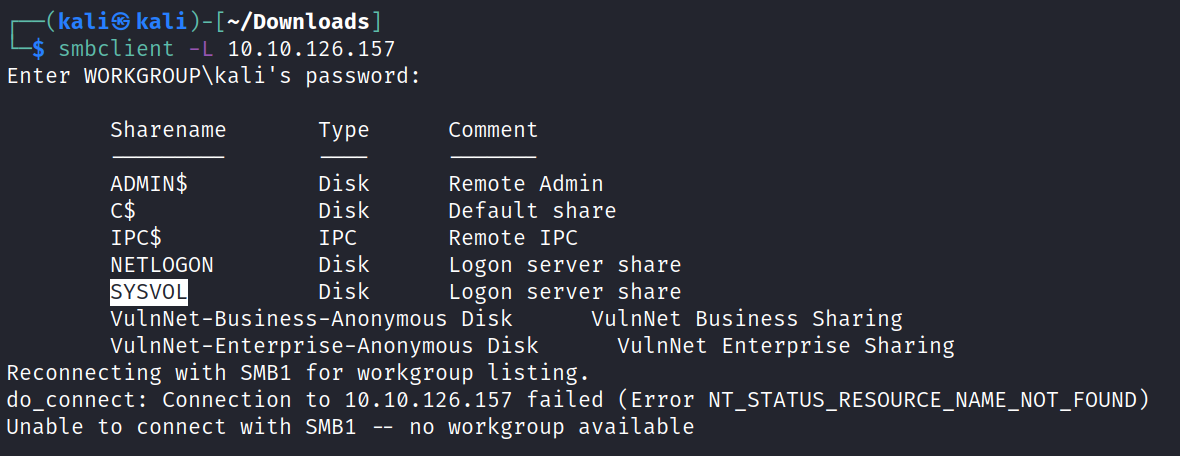 ┌──(kali㉿kali)-[~/Downloads]
└─$ smbclient -L 10.10.126.157
Enter WORKGROUP\kali's password:
Sharename Type Comment
--------- ---- -------
ADMIN$ Disk Remote Admin
C$ Disk Default share
IPC$ IPC Remote IPC
NETLOGON Disk Logon server share
SYSVOL Disk Logon server share
VulnNet-Business-Anonymous Disk VulnNet Business Sharing
VulnNet-Enterprise-Anonymous Disk VulnNet Enterprise Sharing
Reconnecting with SMB1 for workgroup listing.
do_connect: Connection to 10.10.126.157 failed (Error NT_STATUS_RESOURCE_NAME_NOT_FOUND)
Unable to connect with SMB1 -- no workgroup available